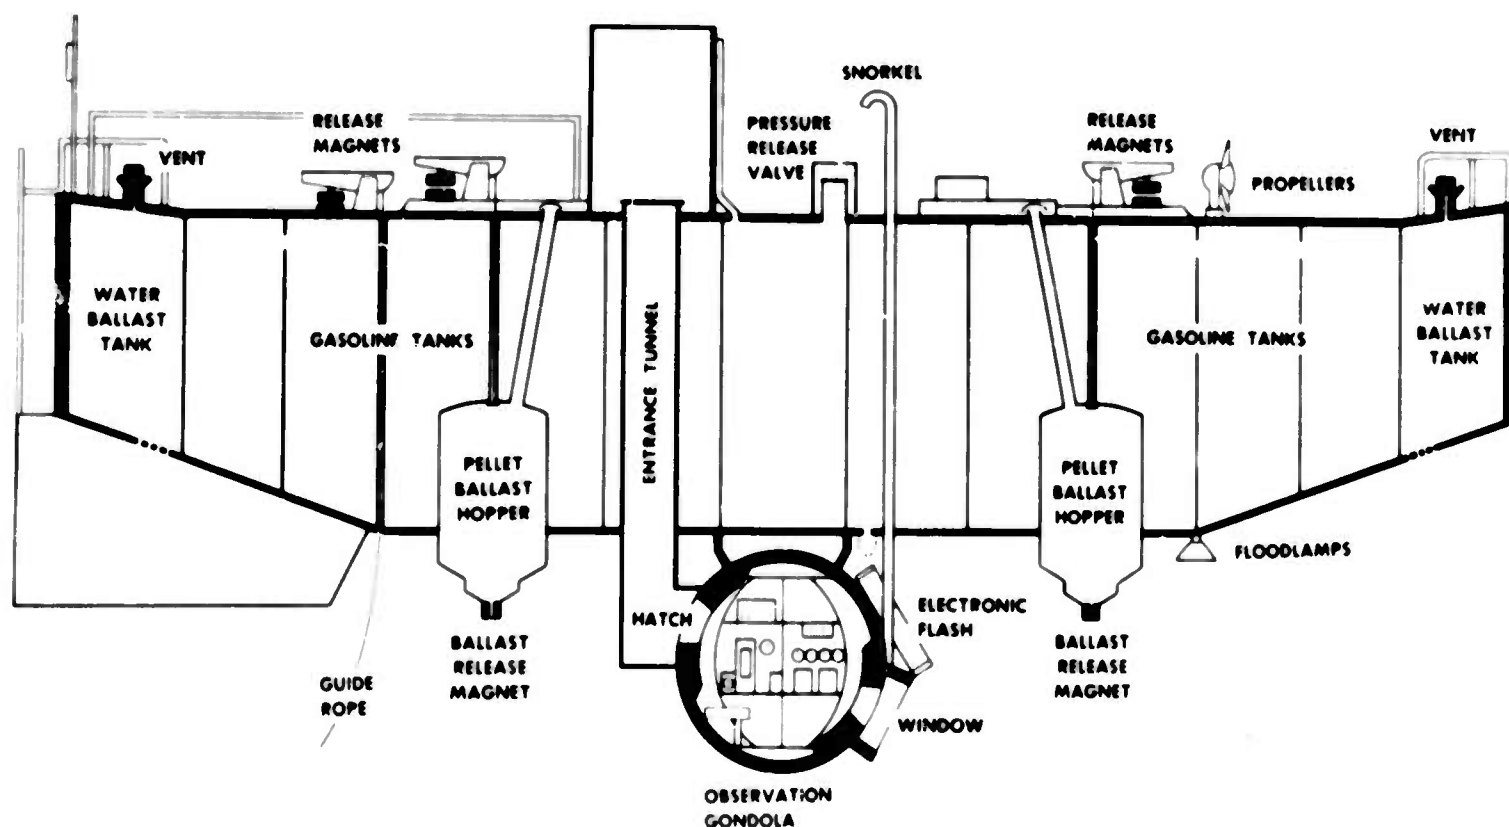 SNORKEL
RELEASE
MAGNETS
PRESSURE
RELEASE
VALVE
RELEASE
MAGNETS
VENT
VENT
PROPELLERS
WATER
BALLAST
TANK
GASOLINE TANKS
ENTRANCE TUNNEL
GASOLINE TANKS
WATER
BALLAST
TANK
PELLET
BALLAST
HOPPER
PELLET
BALLAST
HOPPER
FLOODLAMPS
HATCH
ELECTRONIC
FLASH
BALLAST
RELEASE
MAGNET
BALLAST
RELEASE
MAGNET
GUIDE
ROPE
WINDOW
OBSERVATION
GONDOLA